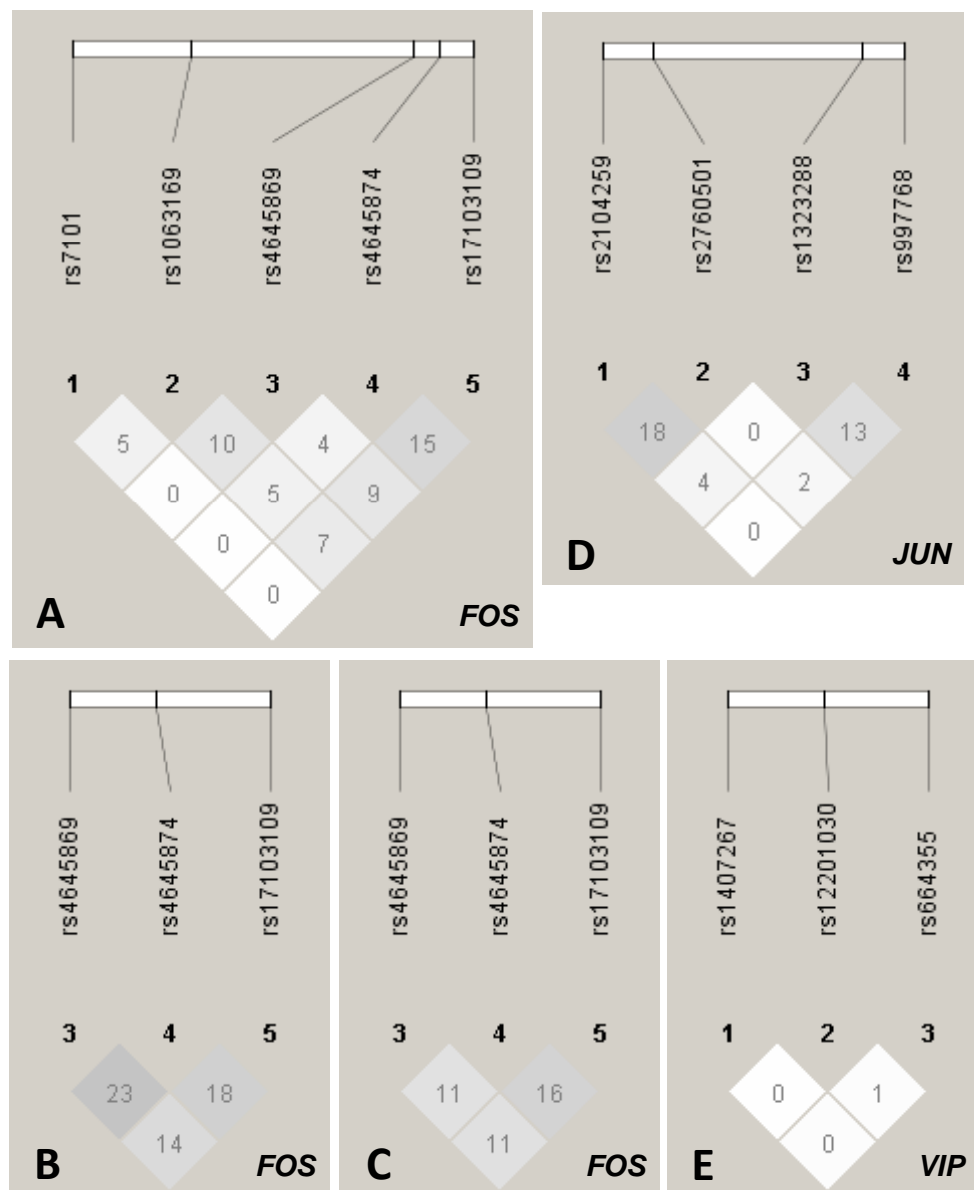 rs7101
rs1063169
rs4645869
rs4645874
rs17103109
1 2 3 4 5
5 10 4 15
0 5 9
0 7
0
A
FOS
rs2104259
rs2760501
rs1323288
rs997768
1 2 3 4
18 0 13
4 2
0
D
JUN
rs4645869
rs4645874
rs17103109
3 4 5
23 18
14
B
FOS
rs4645869
rs4645874
rs17103109
3 4 5
11 16
11
C
FOS
rs1407267
rs12201030
rs664355
1 2 3
0 1
0
E
VIP